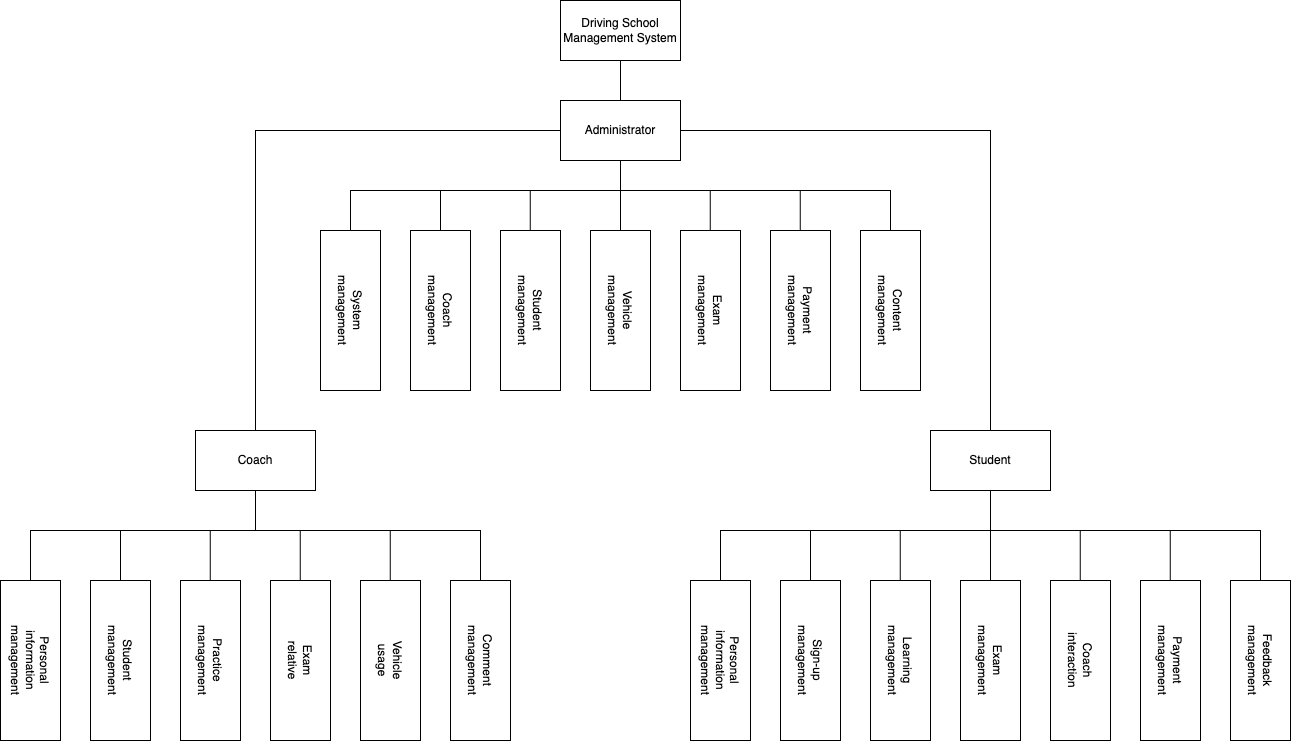 Driving School
Management System
Administrator
System
management
Coach
management
Student
management
Vehicle
management
Exam
management
Payment
management
Content
management
Coach
Student
Personal
information
management
Student
management
Practice
management
Exam
relative
Vehicle
usage
Comment
management
Personal
information
management
Sign-up
management
Learning
management
Exam
management
Coach
interaction
Payment
management
Feedback
management